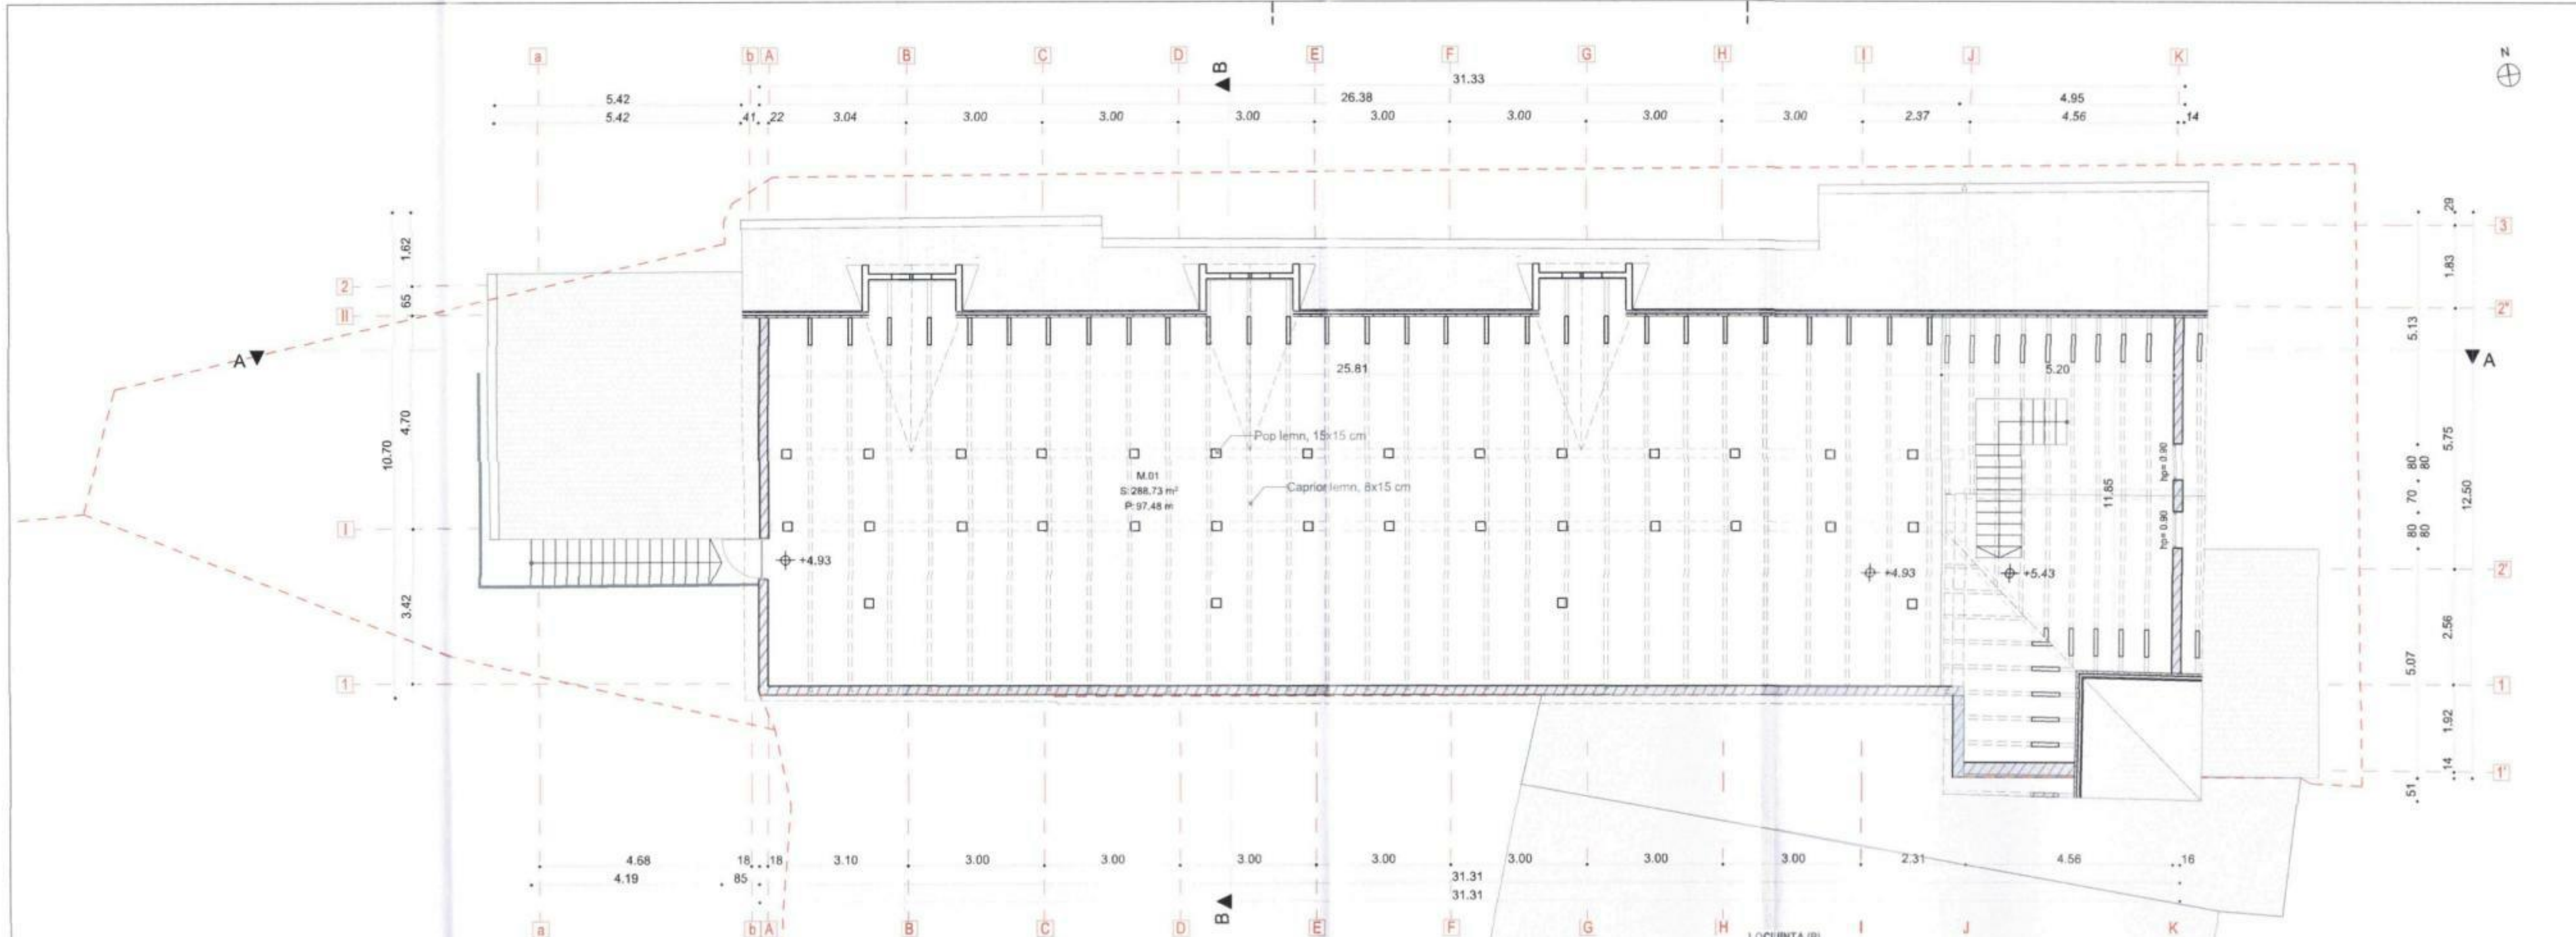 a b A B C D E F G H I J K
N
B
31.33
5.42 26.38 4.95
5.42 41 22 3.04 3.00 3.00 3.00 3.00 3.00 3.00 3.00 2.37 4.56 14
29
3
1.62 1.83
2
65
II 2"
5.13
A A
25.81 5.20
4.70
10.70
5.75
Pop lemn, 15x15 cm
hp= 0.90
80
80
M.01
S: 288,73 m²
P: 97.48 m
Caprior lemn, 8x15 cm
11.85
70
12.50
I
hp= 0.90
80
80
+4.93 +4.93 +5.43
2'
3.42
2.56
5.07
1 1
1.92
14
1'
51
4.68 18 18 3.10 3.00 3.00 3.00 3.00 3.00 3.00 3.00 2.31 4.56 16
4.19 85 31.31
31.31
B
a b A B C D E F G H I J K